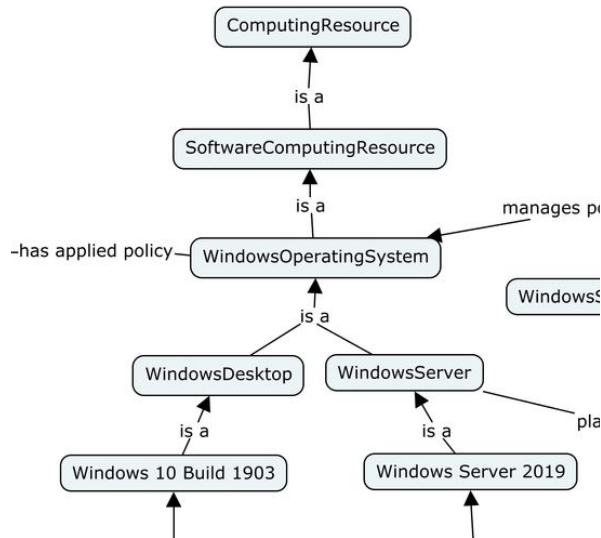 ComputingResource
is a
SoftwareComputingResource
is a
manages
has applied policy
WindowsOperatingSystem
is a
WindowsDesktop
WindowsServer
is a
is a
Windows 10 Build 1903
Windows Server 2019